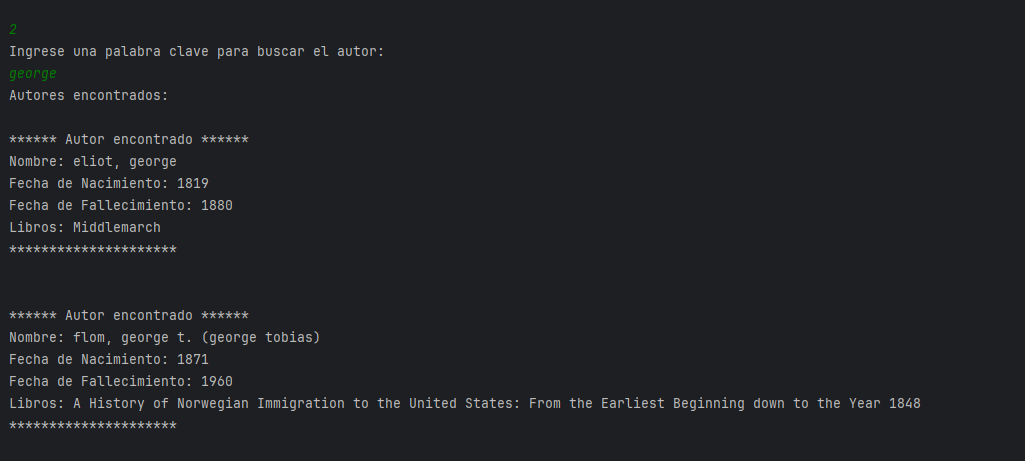 2
Ingrese una palabra clave para buscar el autor:
george
Autores encontrados:
****** Autor encontrado ******
Nombre: eliot, george
Fecha de Nacimiento: 1819
Fecha de Fallecimiento: 1880
Libros: Middlemarch
*********************
****** Autor encontrado ******
Nombre: flom, george t. (george tobias)
Fecha de Nacimiento: 1871
Fecha de Fallecimiento: 1960
Libros: A History of Norwegian Immigration to the United States: From the Earliest Beginning down to the Year 1848
*********************